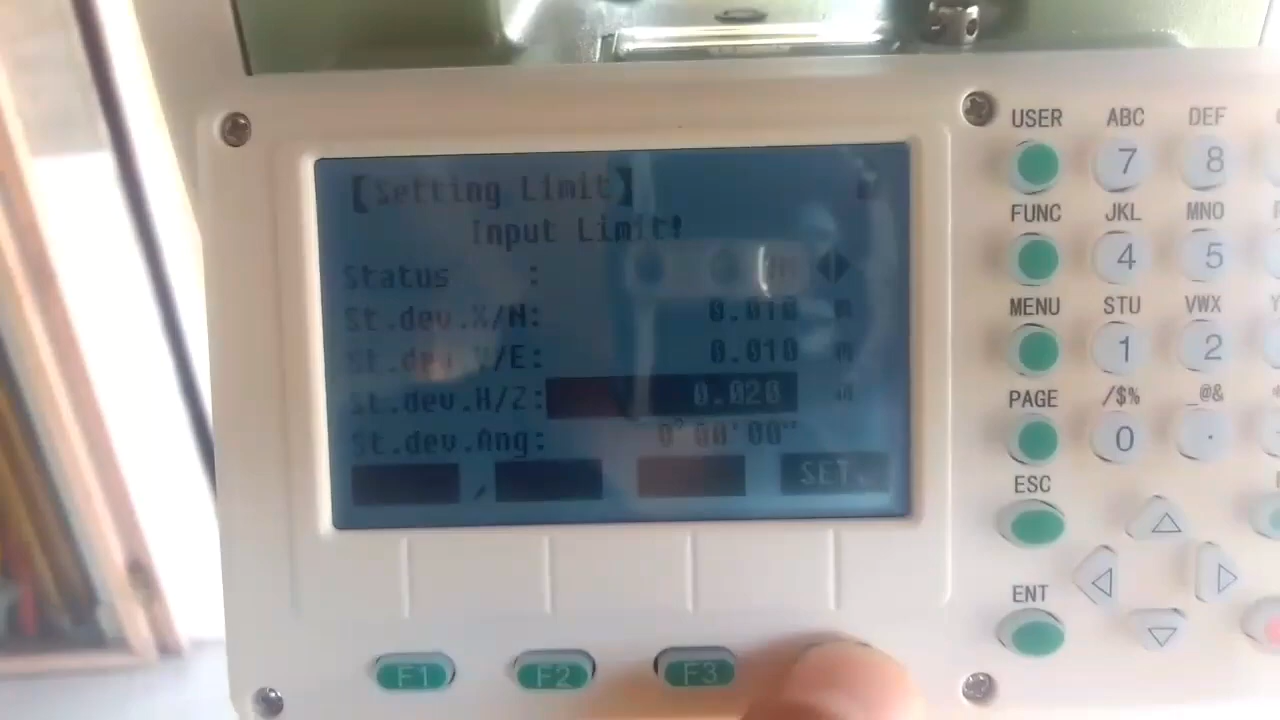 【Setting Limit】
Input Limit!
Status :
St.dev.X/N: 0.010 m
St.dev.Y/E: 0.010 m
St.dev.H/Z: 0.020 m
St.dev.Ang: 0°00'00"
SET
F1 F2 F3
USER ABC DEF
7 8
FUNC JKL MNO
4 5
MENU STU VWX
1 2
PAGE /$% _@&
0 .
ESC
ENT